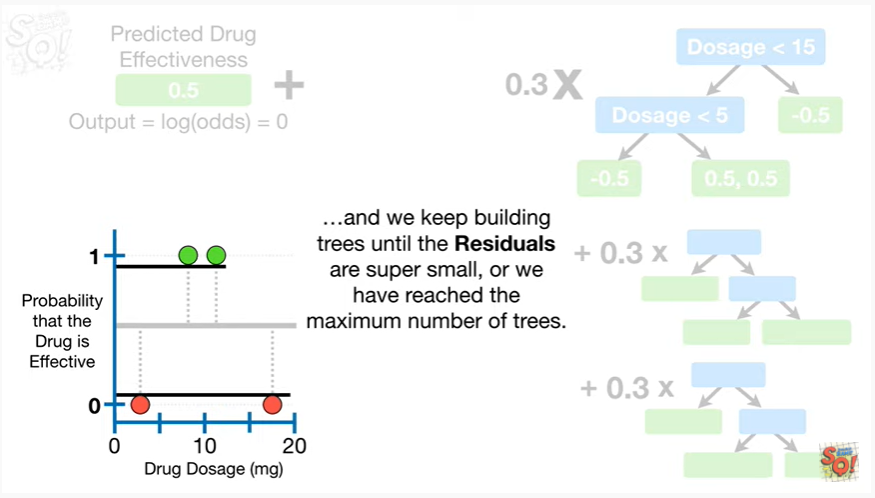 Predicted Drug
Effectiveness
0.5
+
Output = log(odds) = 0
0.3 X
Dosage < 15
Dosage < 5
-0.5
-0.5
0.5, 0.5
…and we keep building
trees until the Residuals
are super small, or we
have reached the
maximum number of trees.
+ 0.3 x
+ 0.3 x
1
Probability
that the
Drug is
Effective
0
0
10
20
Drug Dosage (mg)
SQ!
SQ!